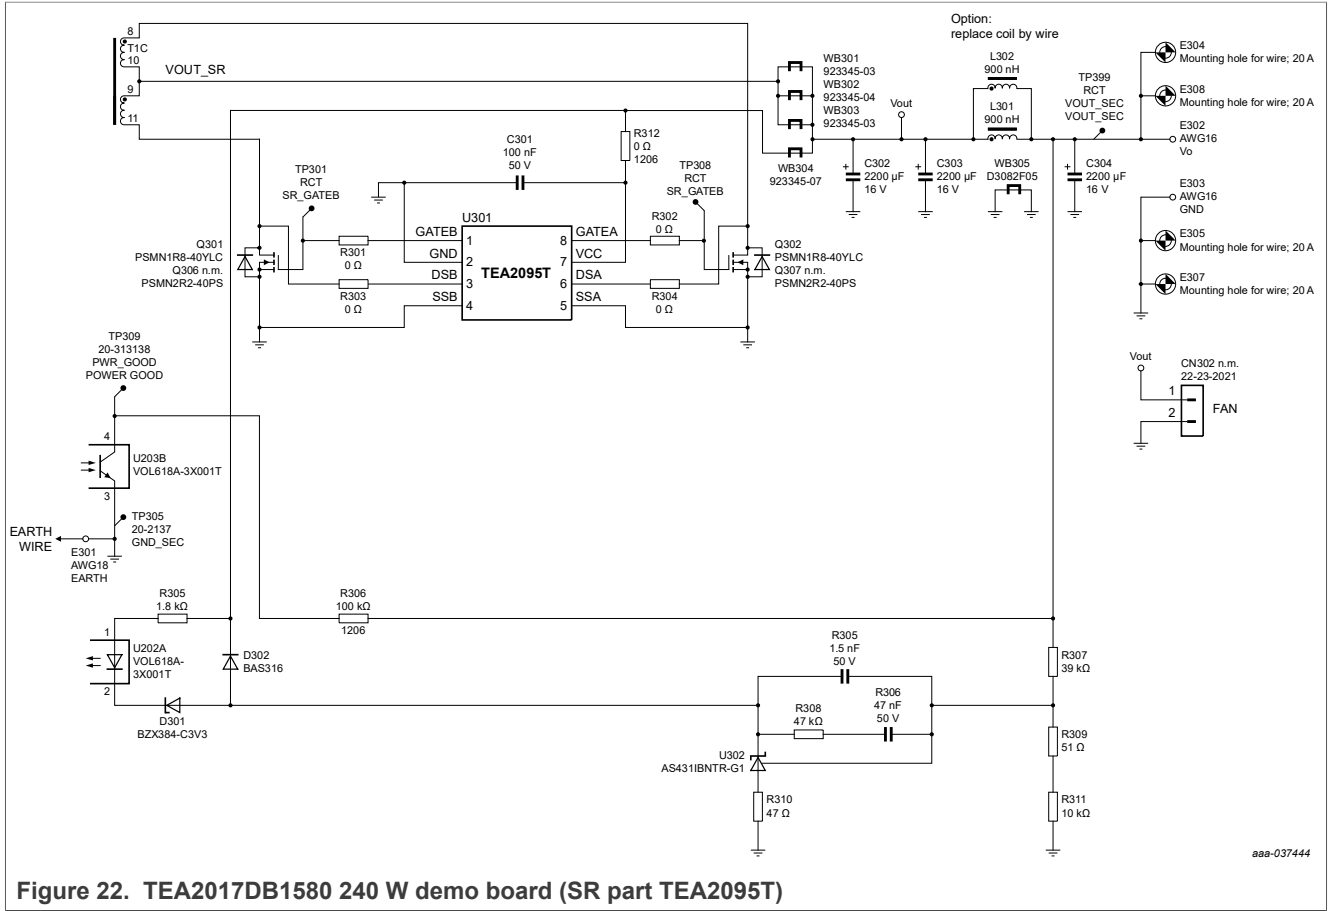 Option:
replace coil by wire
8
T1C
10
9
11
VOUT_SR
WB301
923345-03
WB302
923345-04
WB303
923345-03
WB304
923345-07
Vout
L302
900 nH
L301
900 nH
TP399
RCT
VOUT_SEC
VOUT_SEC
E304
Mounting hole for wire; 20 A
E308
Mounting hole for wire; 20 A
E302
AWG16
Vo
E303
AWG16
GND
E305
Mounting hole for wire; 20 A
E307
Mounting hole for wire; 20 A
C301
100 nF
50 V
R312
0 Ω
1206
TP301
RCT
SR_GATEB
TP308
RCT
SR_GATEB
+
C302
2200 µF
16 V
+
C303
2200 µF
16 V
WB305
D3082F05
+
C304
2200 µF
16 V
Q301
PSMN1R8-40YLC
Q306 n.m.
PSMN2R2-40PS
R301
0 Ω
R303
0 Ω
U301
GATEB
1
GND
2
DSB
3
SSB
4
TEA2095T
8
GATEA
7
VCC
6
DSA
5
SSA
R302
0 Ω
R304
0 Ω
Q302
PSMN1R8-40YLC
Q307 n.m.
PSMN2R2-40PS
TP309
20-313138
PWR_GOOD
POWER GOOD
4
U203B
VOL618A-3X001T
3
TP305
20-2137
GND_SEC
EARTH
WIRE
E301
AWG18
EARTH
Vout
CN302 n.m.
22-23-2021
1
2
FAN
R305
1.8 kΩ
R306
100 kΩ
1206
1
U202A
VOL618A-
3X001T
2
D302
BAS316
D301
BZX384-C3V3
R305
1.5 nF
50 V
R308
47 kΩ
R306
47 nF
50 V
U302
AS431IBNTR-G1
R310
47 Ω
R307
39 kΩ
R309
51 Ω
R311
10 kΩ
aaa-037444
Figure 22. TEA2017DB1580 240 W demo board (SR part TEA2095T)